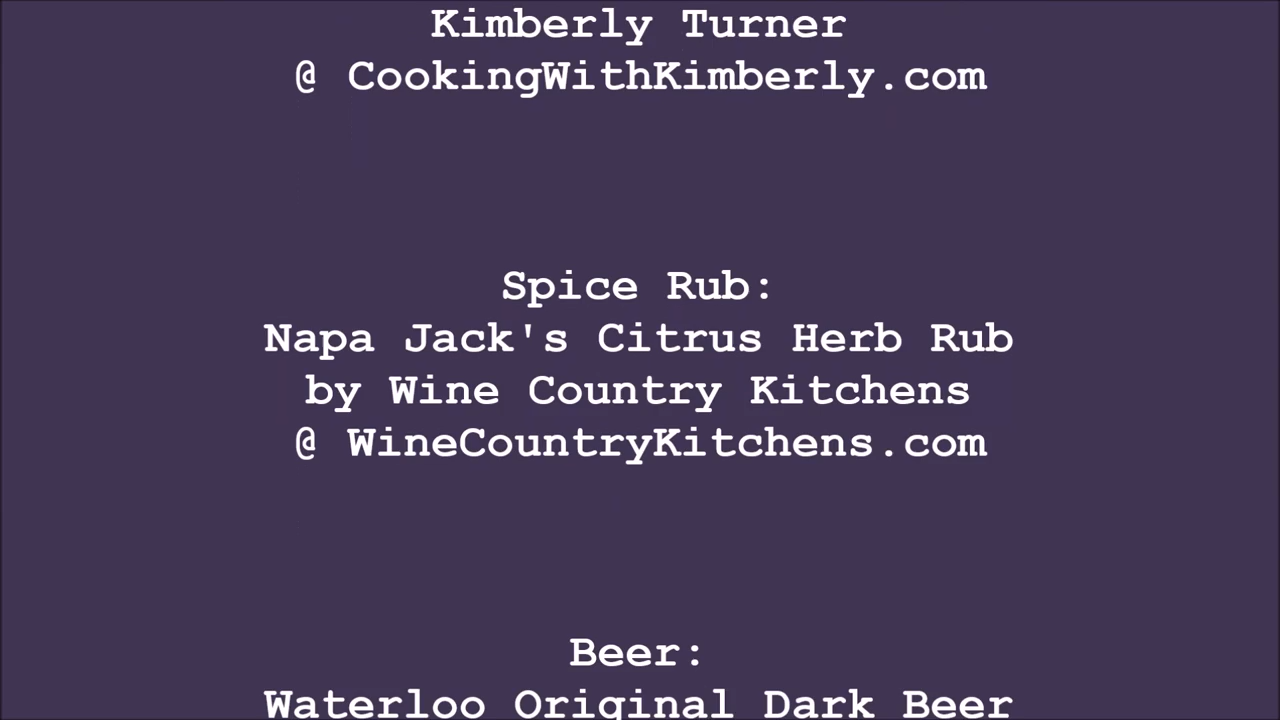 Kimberly Turner
@ CookingWithKimberly.com
Spice Rub:
Napa Jack's Citrus Herb Rub
by Wine Country Kitchens
@ WineCountryKitchens.com
Beer:
Waterloo Original Dark Beer